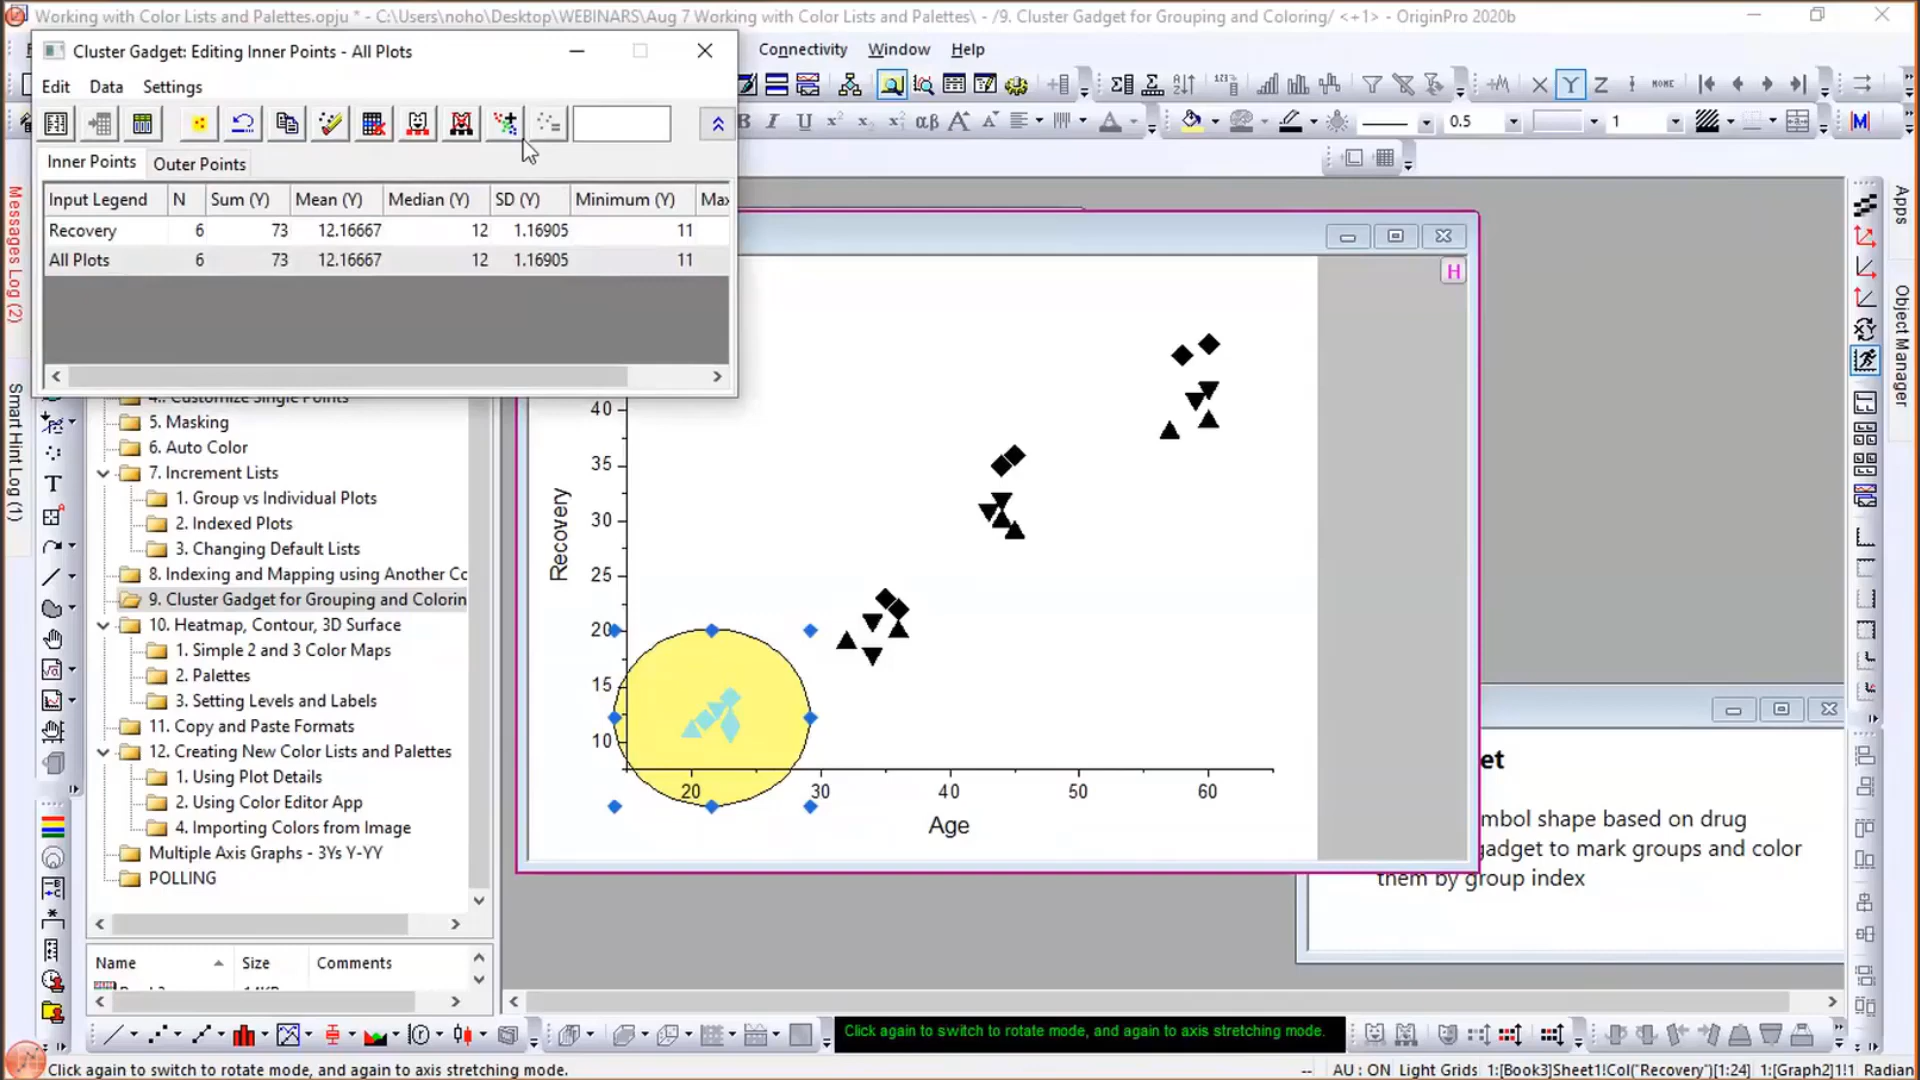 Working with Color Lists and Palettes.opju * - C:\Users\noho\Desktop\WEBINARS\Aug 7 Working with Color Lists and Palettes\ - /9. Cluster Gadget for Grouping and Coloring/ <+1> - OriginPro 2020b
Cluster Gadget: Editing Inner Points - All Plots
Connectivity Window Help
Edit Data Settings
Inner Points Outer Points
Input Legend N Sum (Y) Mean (Y) Median (Y) SD (Y) Minimum (Y) Max
Recovery 6 73 12.16667 12 1.16905 11
All Plots 6 73 12.16667 12 1.16905 11
0.5
1
Messages Log (2)
Smart Hint Log (1)
Apps
Object Manager
H
4.. Customize Single Points
5. Masking
6. Auto Color
7. Increment Lists
1. Group vs Individual Plots
2. Indexed Plots
3. Changing Default Lists
8. Indexing and Mapping using Another Cc
9. Cluster Gadget for Grouping and Colorin
10. Heatmap, Contour, 3D Surface
1. Simple 2 and 3 Color Maps
2. Palettes
3. Setting Levels and Labels
11. Copy and Paste Formats
12. Creating New Color Lists and Palettes
1. Using Plot Details
2. Using Color Editor App
4. Importing Colors from Image
Multiple Axis Graphs - 3Ys Y-YY
POLLING
Name Size Comments
40
35
30
25
20
15
10
Recovery
20 30 40 50 60
Age
et
mbol shape based on drug
gadget to mark groups and color
them by group index
Click again to switch to rotate mode, and again to axis stretching mode.
Click again to switch to rotate mode, and again to axis stretching mode.
-- AU : ON Light Grids 1:[Book3]Sheet1!Col("Recovery")[1:24] 1:[Graph2]1!1 Radian